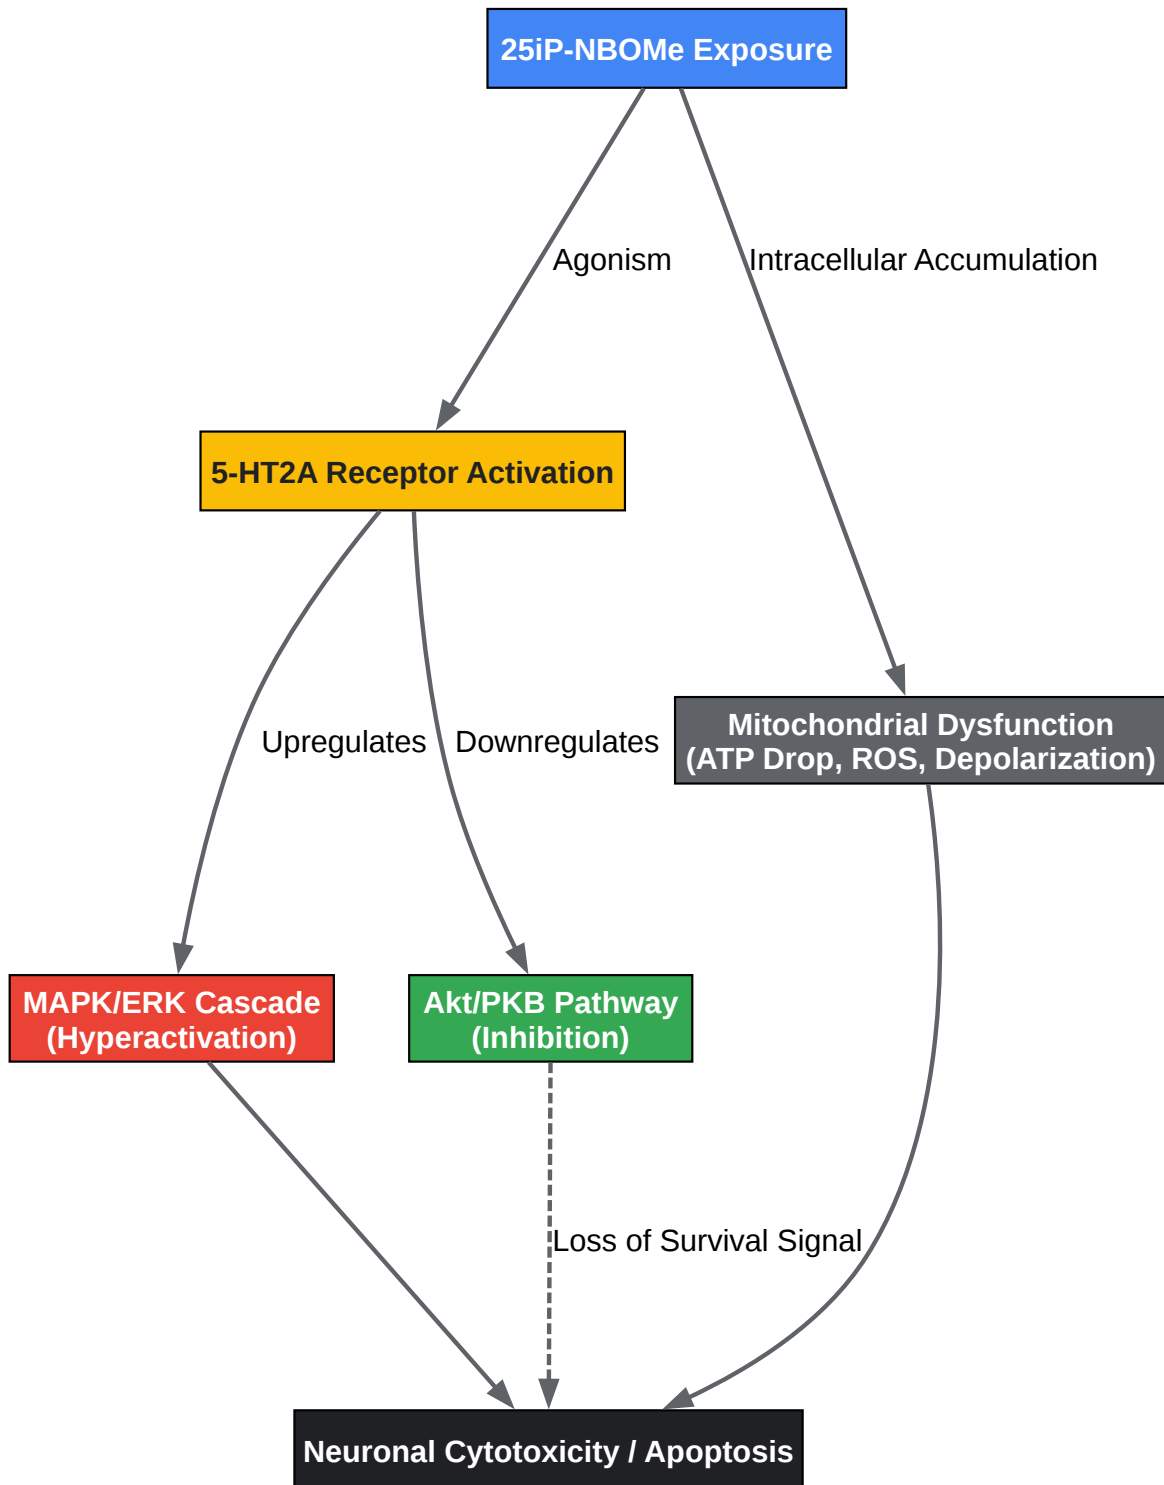 25iP-NBOMe Exposure
Agonism
Intracellular Accumulation
5-HT2A Receptor Activation
Upregulates
Downregulates
Mitochondrial Dysfunction
(ATP Drop, ROS, Depolarization)
MAPK/ERK Cascade
(Hyperactivation)
Akt/PKB Pathway
(Inhibition)
Loss of Survival Signal
Neuronal Cytotoxicity / Apoptosis